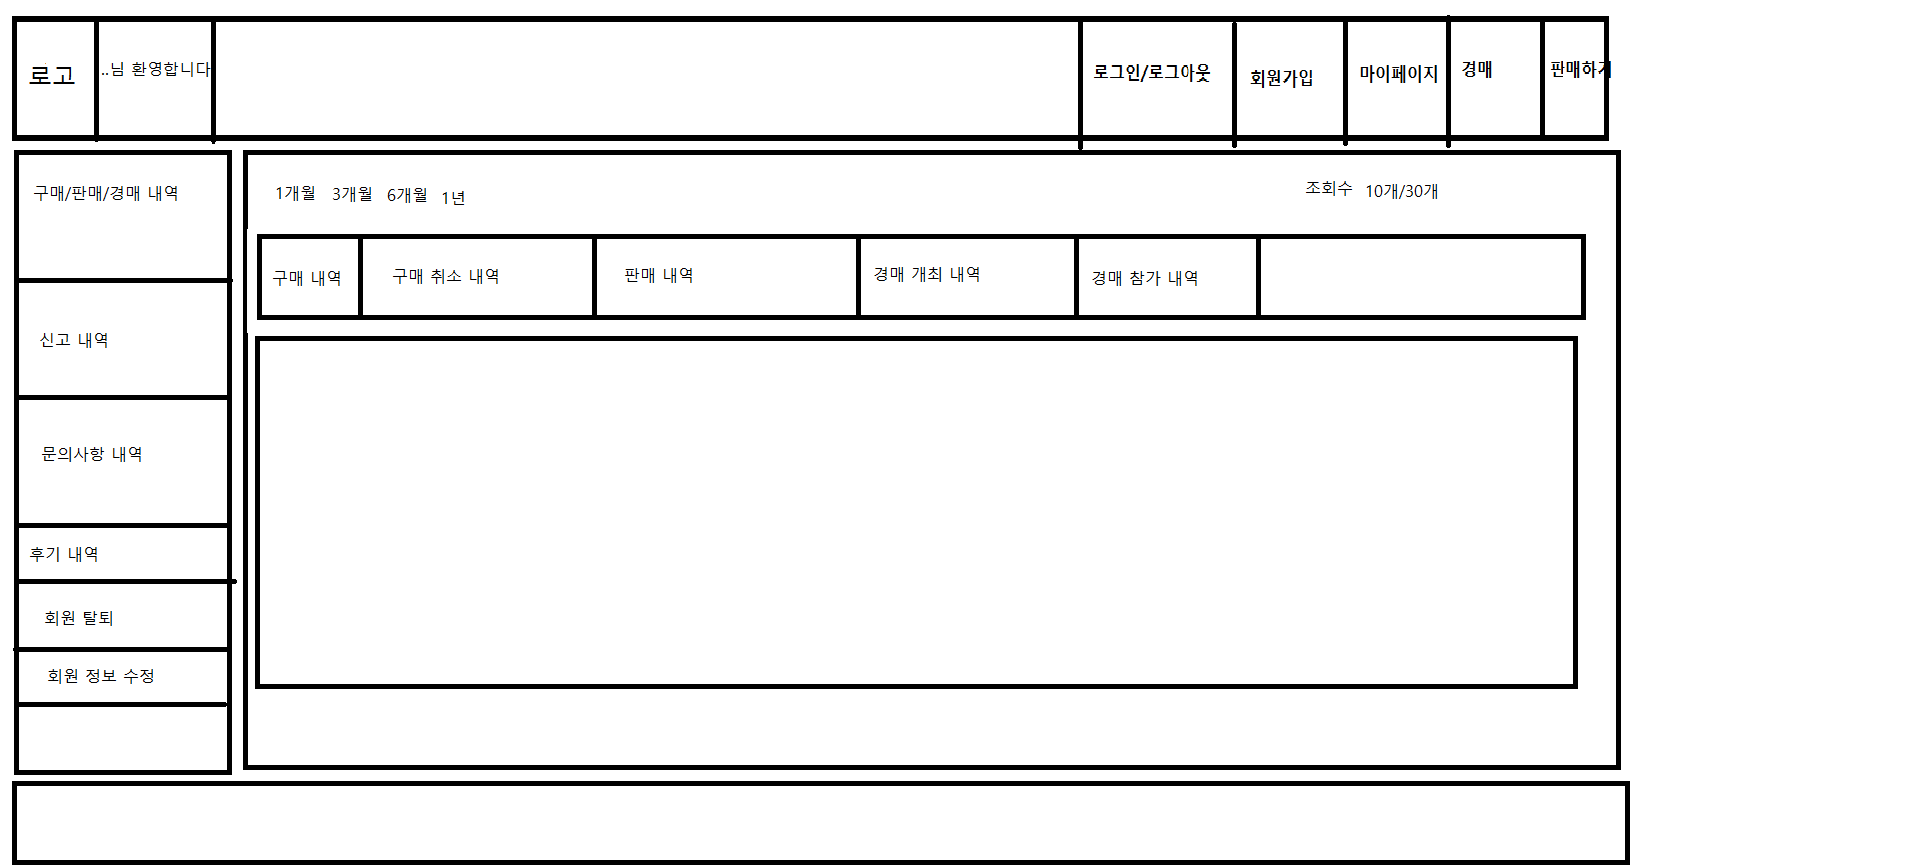 로고
..님 환영합니다
로그인/로그아웃
회원가입
마이페이지
경매
판매하기
구매/판매/경매 내역
신고 내역
문의사항 내역
후기 내역
회원 탈퇴
회원 정보 수정
1개월 3개월 6개월 1년
조회수 10개/30개
구매 내역
구매 취소 내역
판매 내역
경매 개최 내역
경매 참가 내역